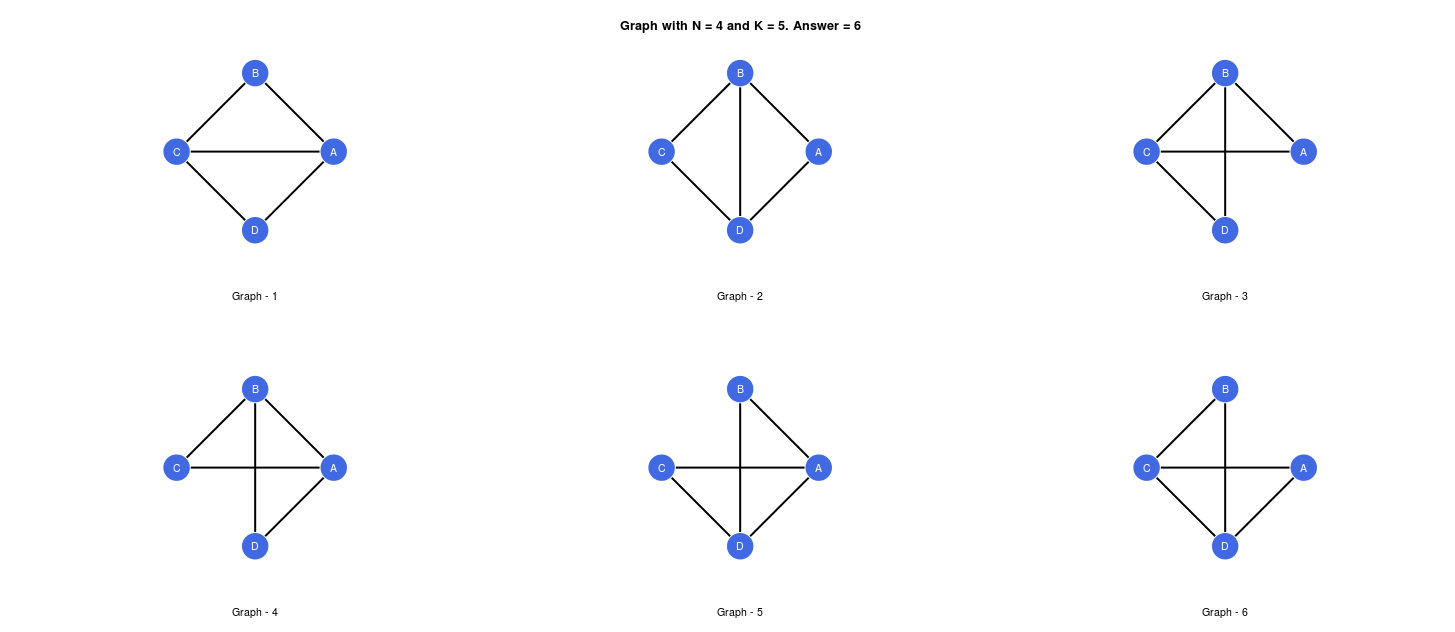 Graph with N = 4 and K = 5. Answer = 6
B
B
B
C
A
C
A
C
A
D
D
D
Graph - 1
Graph - 2
Graph - 3
B
B
B
C
A
C
A
C
A
D
D
D
Graph - 4
Graph - 5
Graph - 6